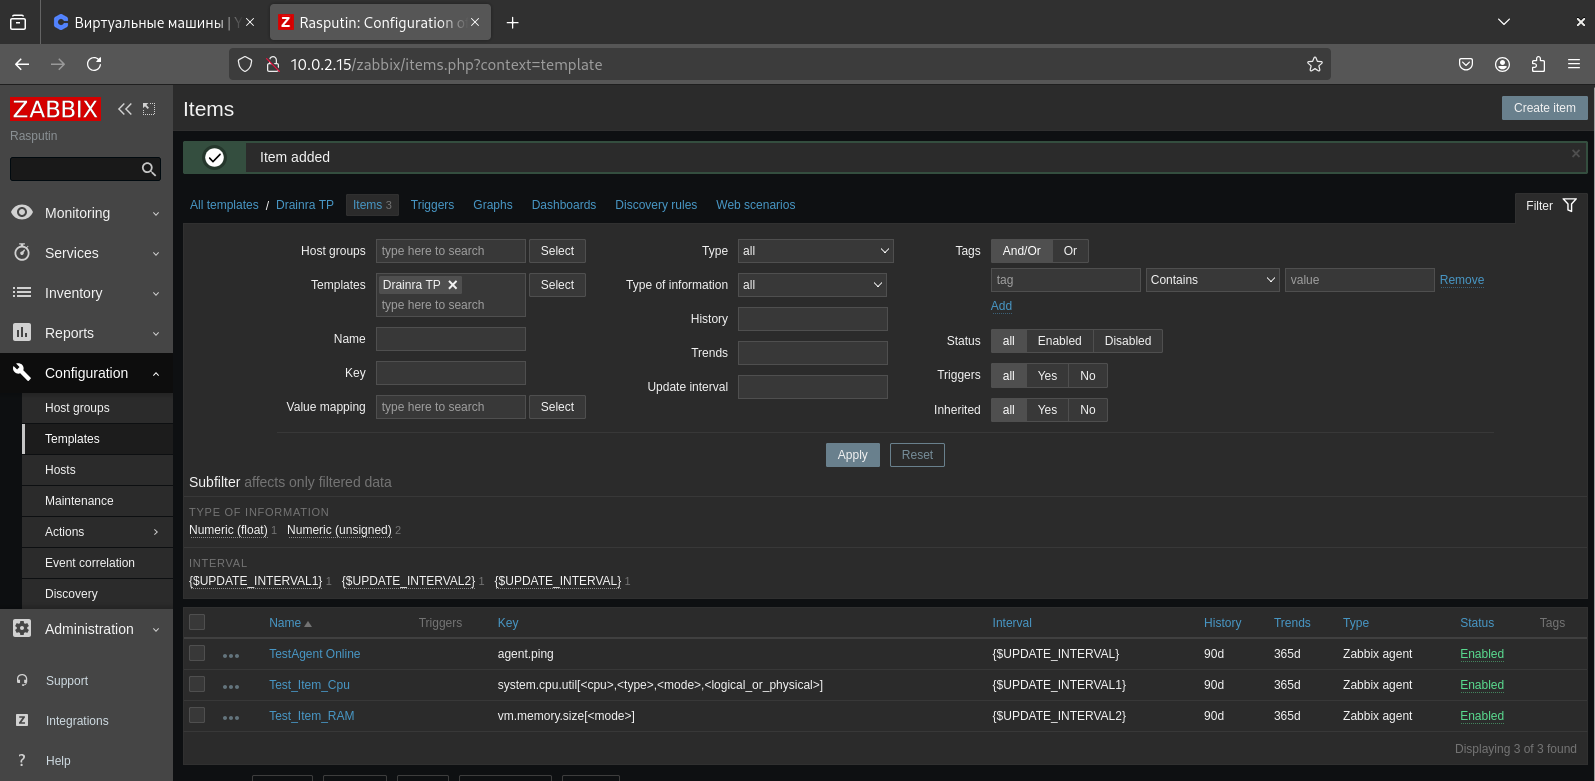 Виртуальные машины | Y
Rasputin: Configuration o
10.0.2.15/zabbix/items.php?context=template
ZABBIX
Rasputin
Monitoring
Services
Inventory
Reports
Configuration
Host groups
Templates
Hosts
Maintenance
Actions
Event correlation
Discovery
Administration
Support
Integrations
Help
Items
Create item
Item added
All templates / Drainra TP Items 3 Triggers Graphs Dashboards Discovery rules Web scenarios
Filter
Host groups type here to search Select
Templates Drainra TP Select
type here to search
Name
Key
Value mapping type here to search Select
Type all
Type of information all
History
Trends
Update interval
Tags And/Or Or
tag Contains value Remove
Add
Status all Enabled Disabled
Triggers all Yes No
Inherited all Yes No
Apply Reset
Subfilter affects only filtered data
TYPE OF INFORMATION
Numeric (float) 1 Numeric (unsigned) 2
INTERVAL
{$UPDATE_INTERVAL1} 1 {$UPDATE_INTERVAL2} 1 {$UPDATE_INTERVAL} 1
Name Triggers Key Interval History Trends Type Status Tags
TestAgent Online agent.ping {$UPDATE_INTERVAL} 90d 365d Zabbix agent Enabled
Test_Item_Cpu system.cpu.util[<cpu>,<type>,<mode>,<logical_or_physical>] {$UPDATE_INTERVAL1} 90d 365d Zabbix agent Enabled
Test_Item_RAM vm.memory.size[<mode>] {$UPDATE_INTERVAL2} 90d 365d Zabbix agent Enabled
Displaying 3 of 3 found